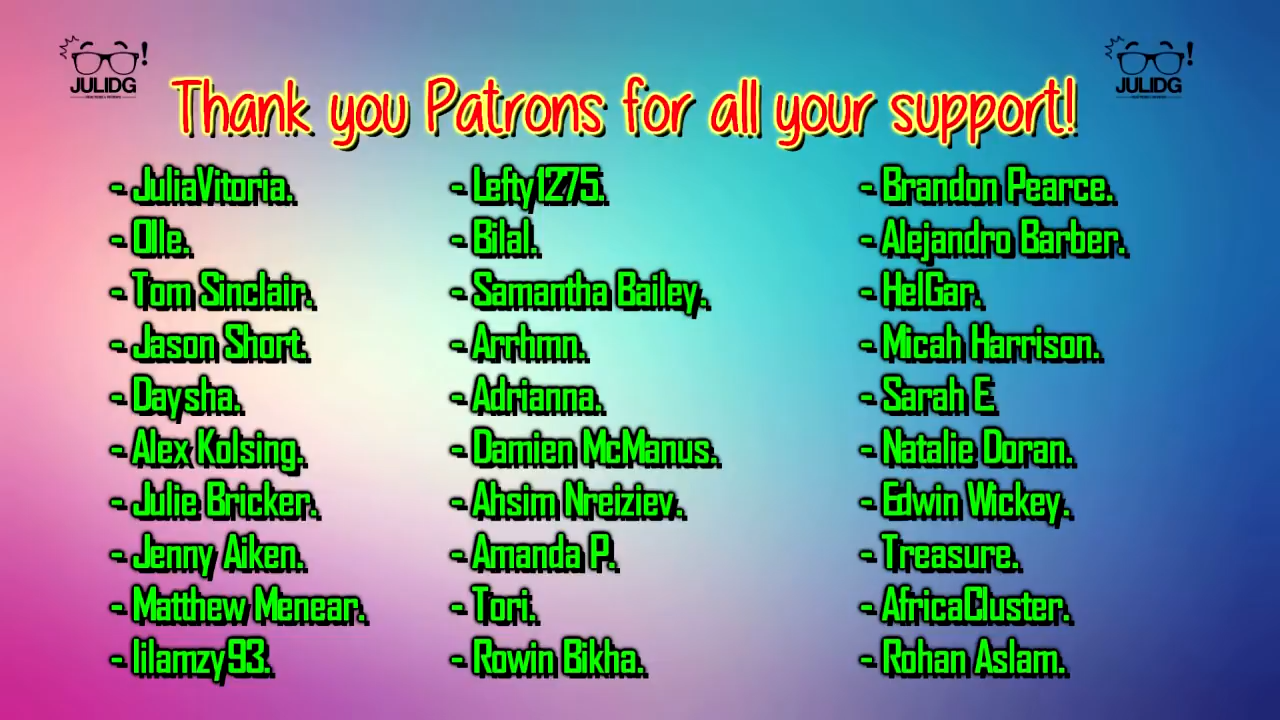 JULIDG
JULIDG
Thank you Patrons for all your support!
- JuliaVitoria.
- Olle.
- Tom Sinclair.
- Jason Short.
- Daysha.
- Alex Kolsing.
- Julie Bricker.
- Jenny Aiken.
- Matthew Menear.
- lilamzy93.
- Lefty1275.
- Bilal.
- Samantha Bailey.
- Arrhmn.
- Adrianna.
- Damien McManus.
- Ahsim Nreiziev.
- Amanda P.
- Tori.
- Rowin Bikha.
- Brandon Pearce.
- Alejandro Barber.
- HelGar.
- Micah Harrison.
- Sarah E.
- Natalie Doran.
- Edwin Wickey.
- Treasure.
- AfricaCluster.
- Rohan Aslam.